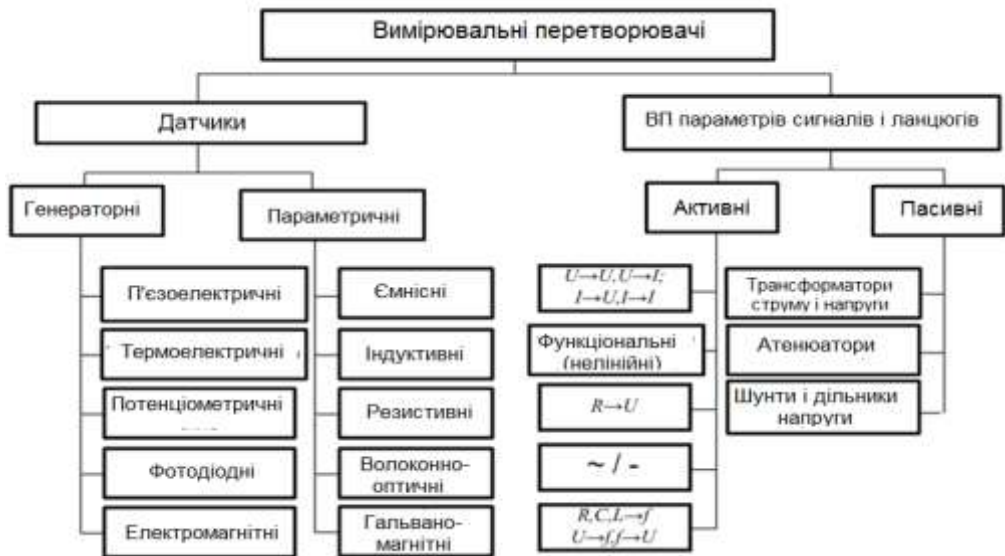 Вимірювальні перетворювачі
Датчики
ВП параметрів сигналів і ланцюгів
Генераторні
Параметричні
Активні
Пасивні
П'єзоелектричні
Термоелектричні
Потенціометричні
Фотодіодні
Електромагнітні
Ємнісні
Індуктивні
Резистивні
Волоконно-
оптичні
Гальвано-
магнітні
U→U,U→I;
I→U,I→I
Функціональні
(нелінійні)
R→U
~ / -
R,C,L→f
U→f,f→U
Трансформатори
струму і напруги
Атенюатори
Шунти і дільники
напруги